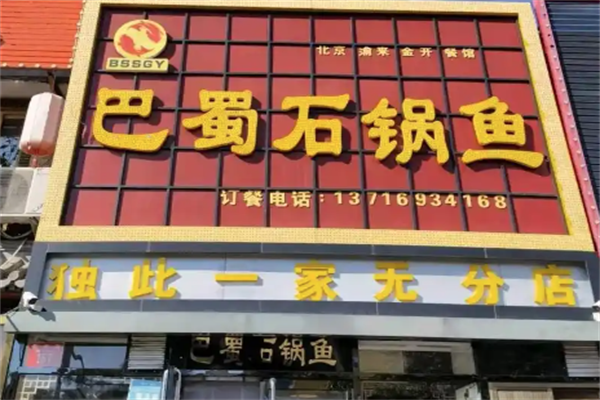 BSSGY
北京 渝来 金开 餐馆
巴蜀石锅鱼
订餐电话：13716934168
独此一家无分店
巴蜀石锅鱼